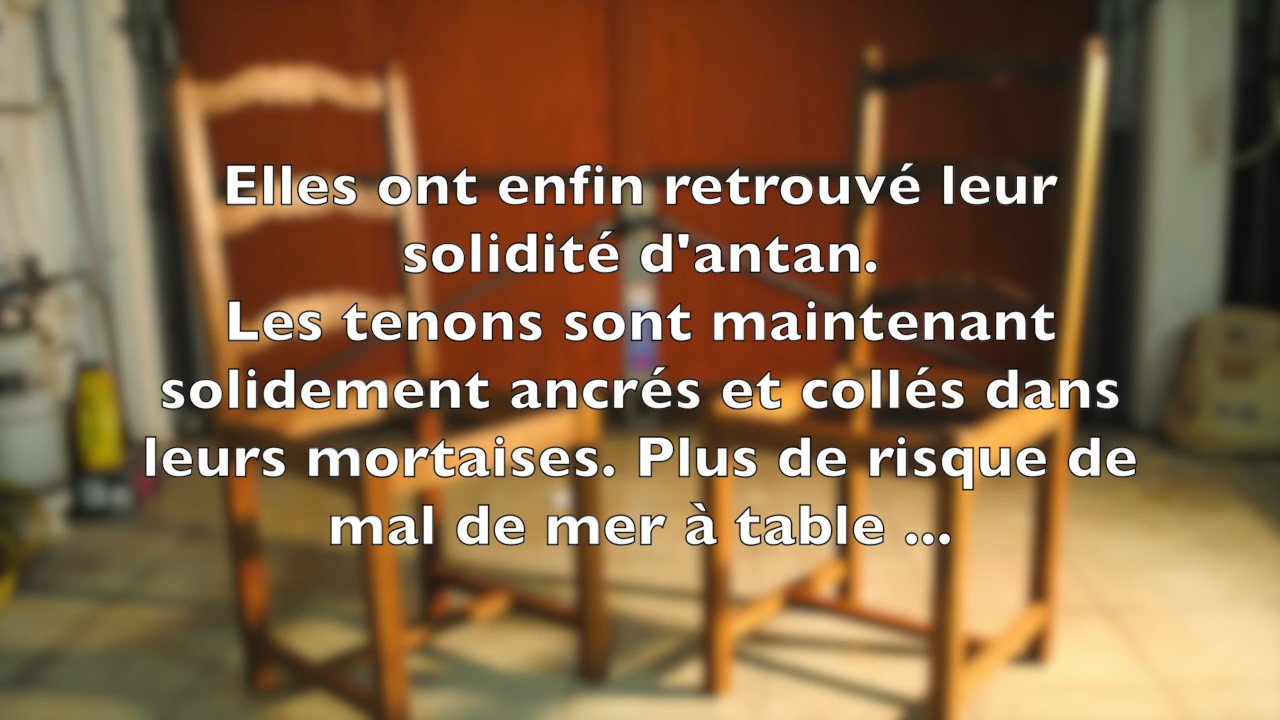 Elles ont enfin retrouvé leur
solidité d'antan.
Les tenons sont maintenant
solidement ancrés et collés dans
leurs mortaises. Plus de risque de
mal de mer à table ...